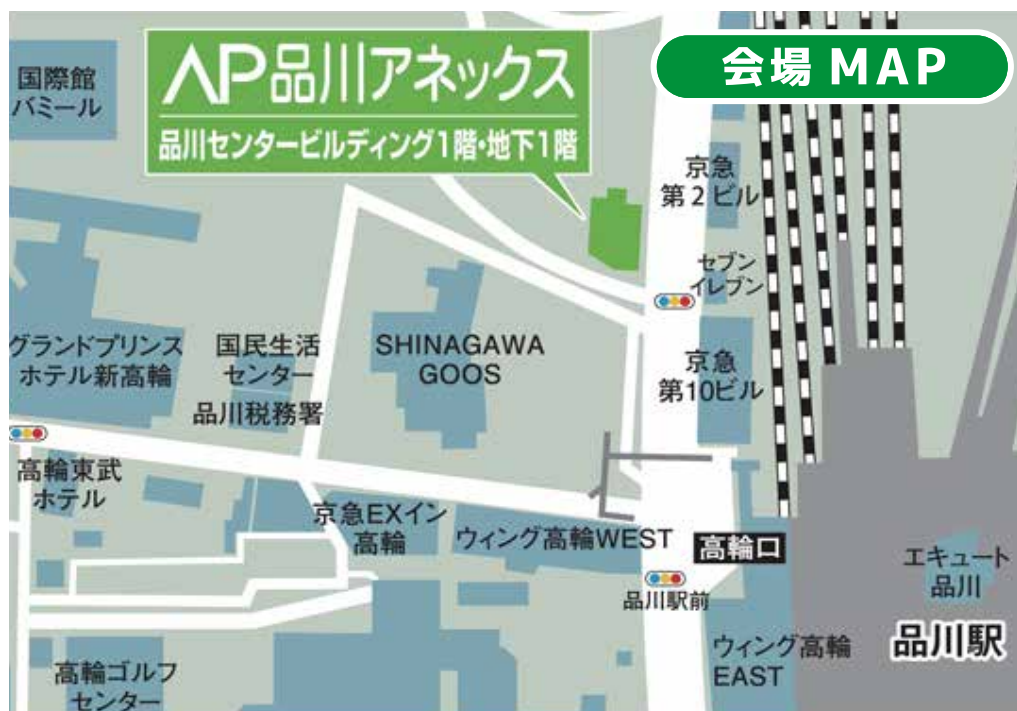 会場 MAP
AP品川アネックス
品川センタービルディング1階・地下1階
国際館
パミール
京急
第2ビル
セブン
イレブン
グランドプリンス
ホテル新高輪
国民生活
センター
品川税務署
SHINAGAWA
GOOS
京急
第10ビル
高輪東武
ホテル
京急EXイン
高輪
ウィング高輪WEST
高輪口
エキュート
品川
品川駅前
品川駅
ウィング高輪
EAST
高輪ゴルフ
センター